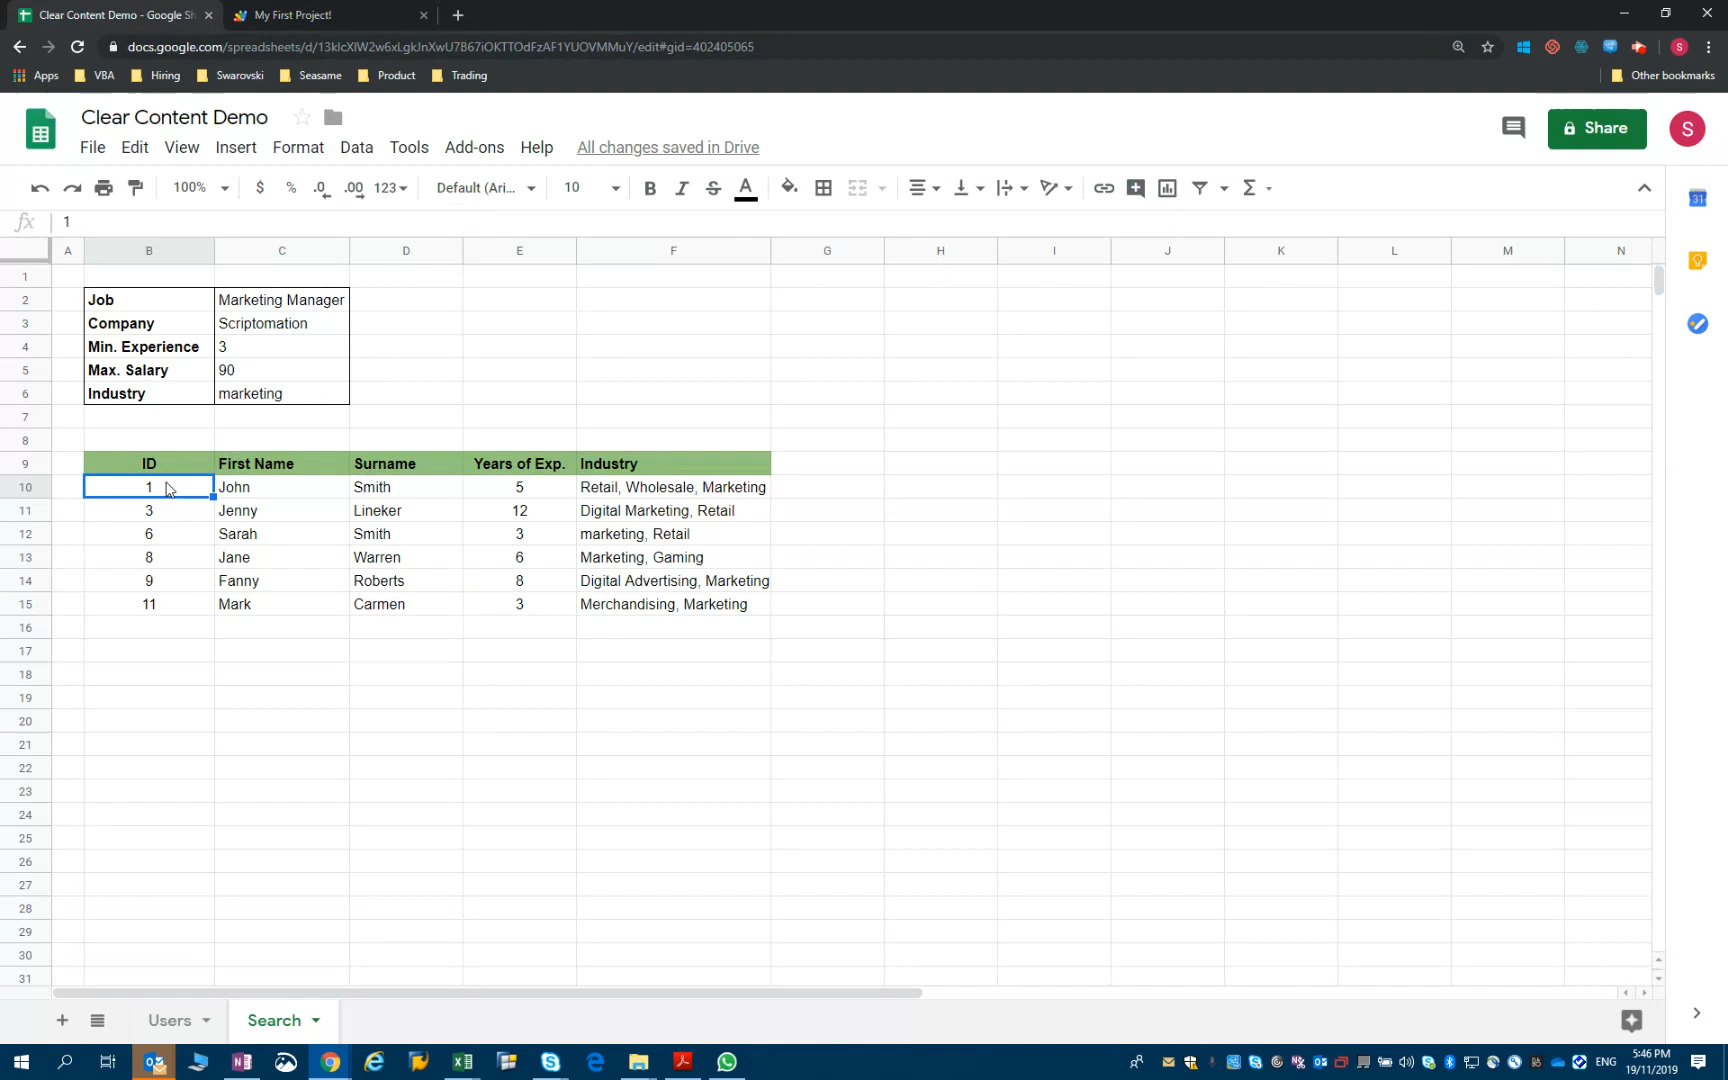 Clear Content Demo - Google Sh
My First Project!
docs.google.com/spreadsheets/d/
Apps VBA Hiring Swarovski Seasame Product Trading Other bookmarks
Clear Content Demo
Share
S
File Edit View Insert Format Data Tools Add-ons Help All changes saved in Drive
100% $ % .0 .00 123 Default (Ari... 10 B I S A
fx 1
A B C D E F G H I J K L M N
1
2 Job Marketing Manager
3 Company Scriptomation
4 Min. Experience 3
5 Max. Salary 90
6 Industry marketing
7
8
9 ID First Name Surname Years of Exp. Industry
10 1 John Smith 5 Retail, Wholesale, Marketing
11 3 Jenny Lineker 12 Digital Marketing, Retail
12 6 Sarah Smith 3 marketing, Retail
13 8 Jane Warren 6 Marketing, Gaming
14 9 Fanny Roberts 8 Digital Advertising, Marketing
15 11 Mark Carmen 3 Merchandising, Marketing
16
17
18
19
20
21
22
23
24
25
26
27
28
29
30
31
Users Search
ENG
5:46 PM
19/11/2019